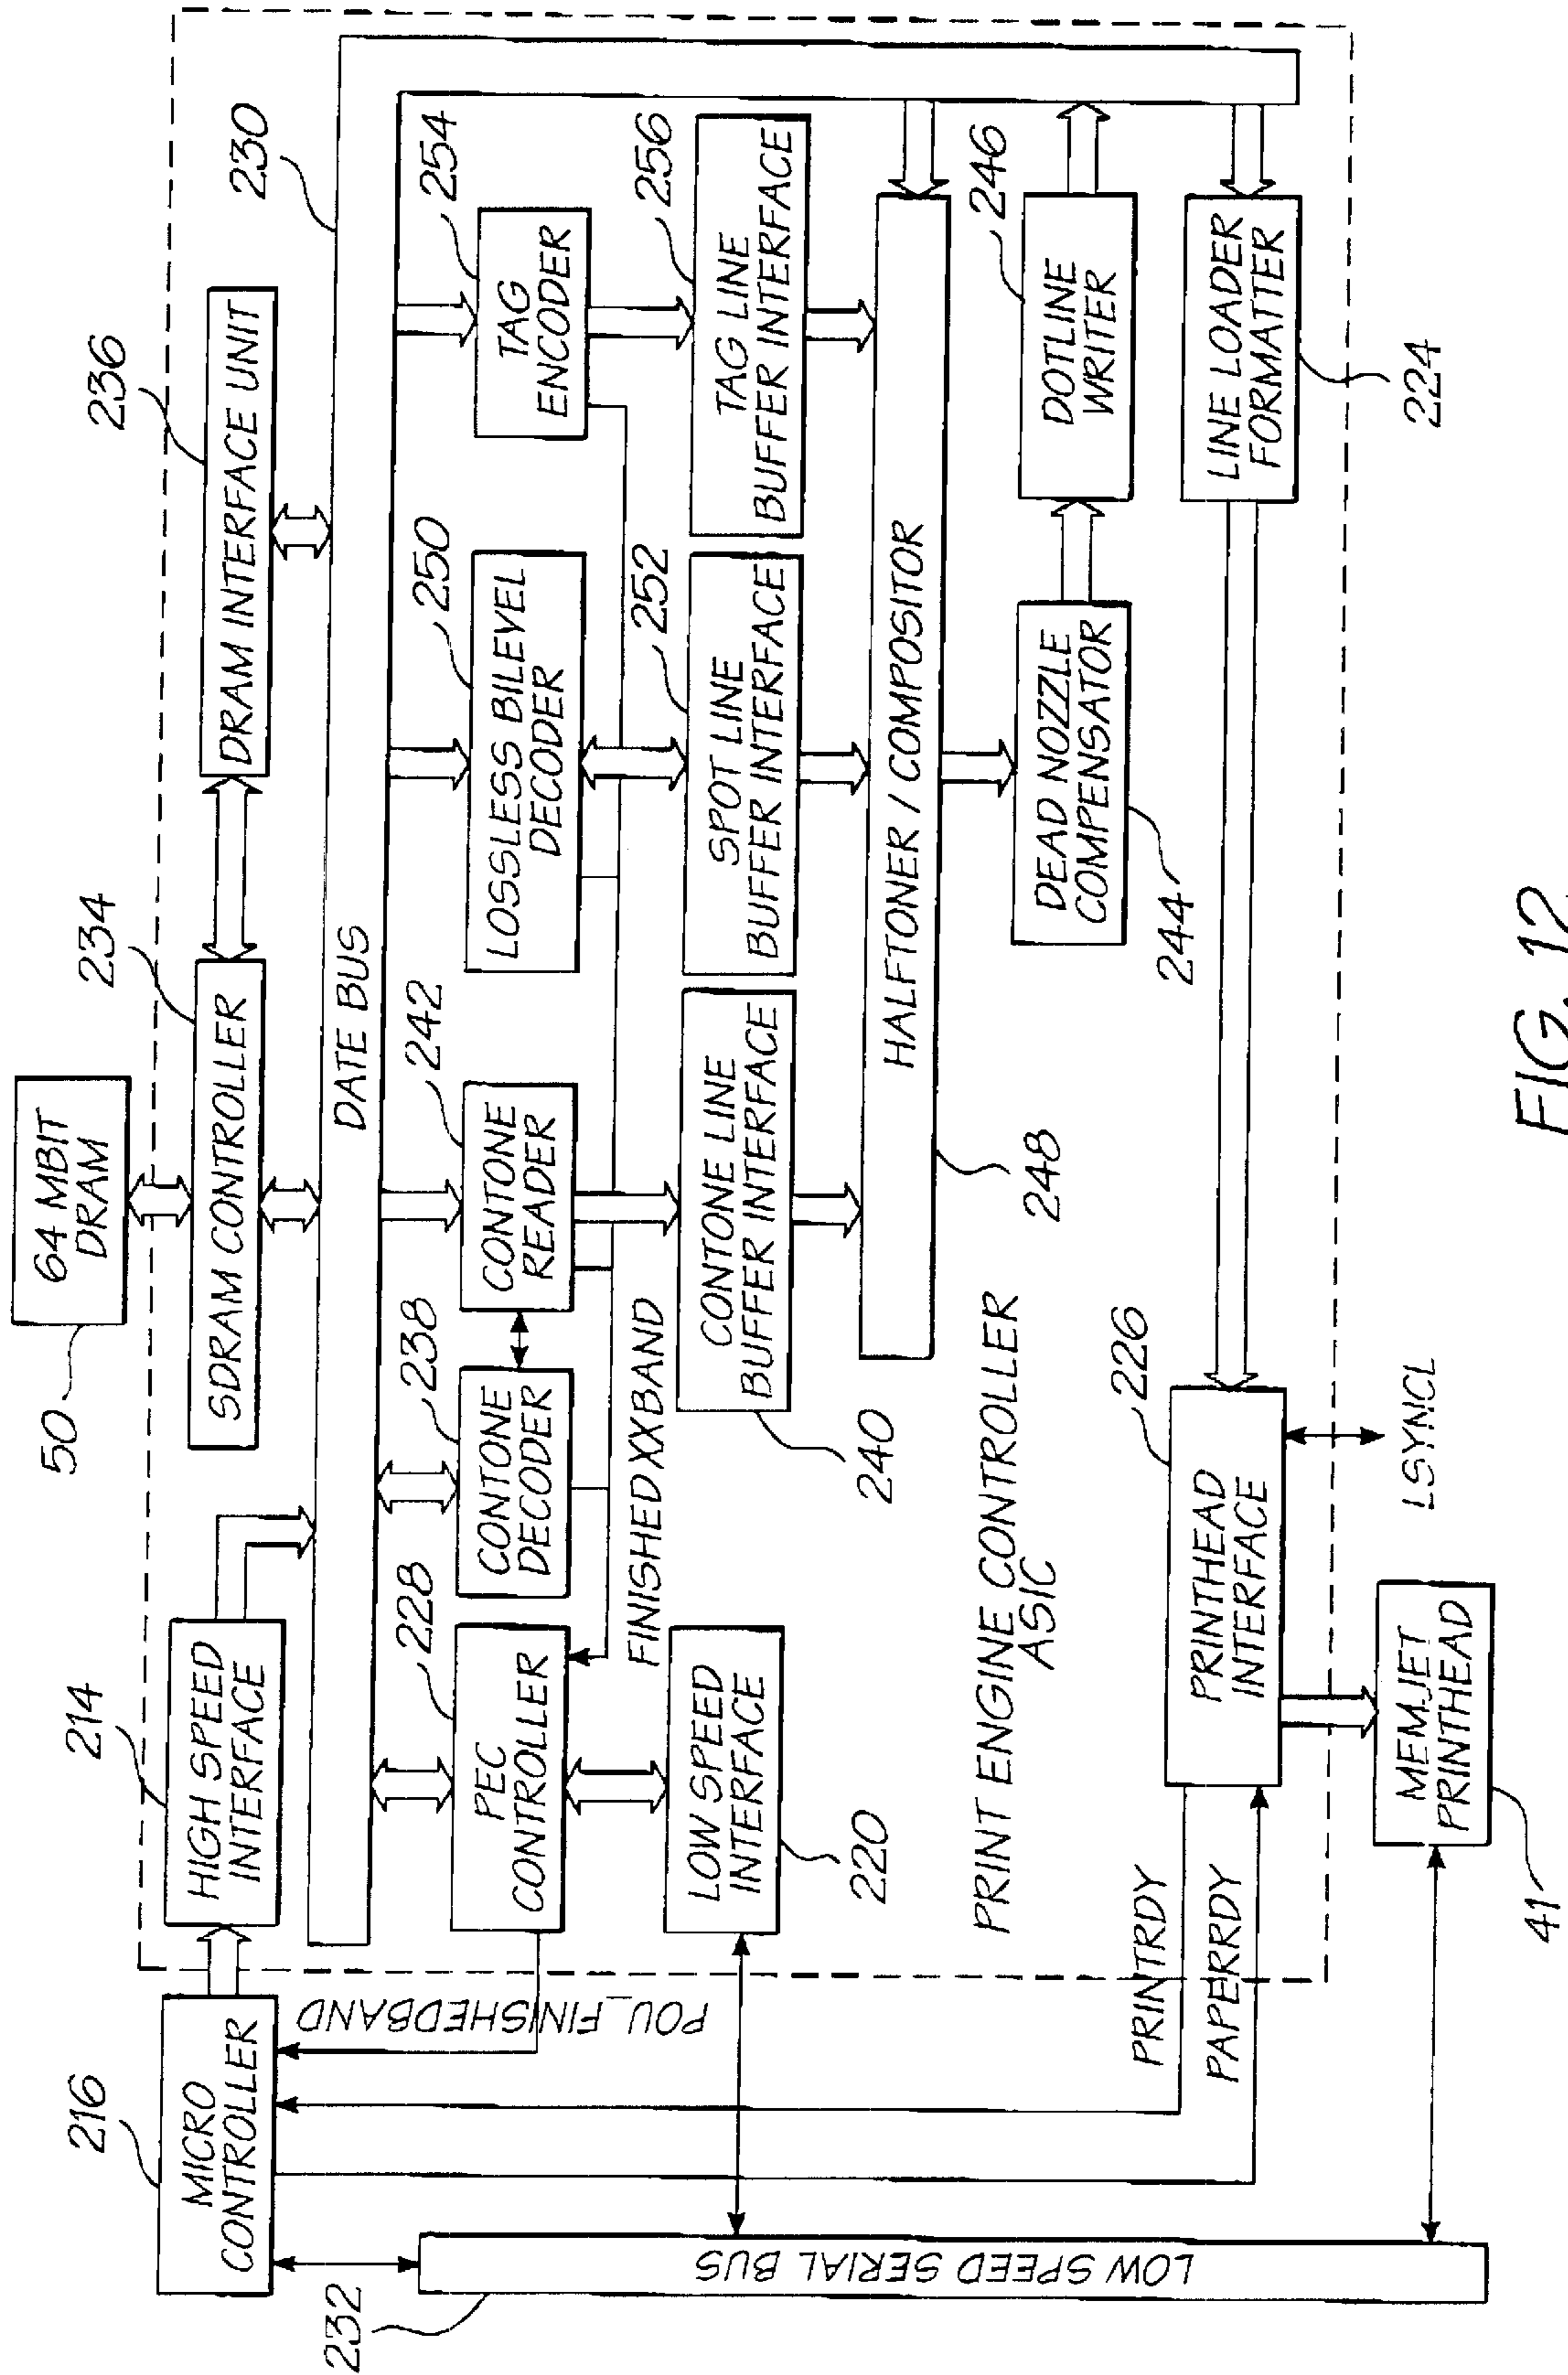 50
64 MBIT
DRAM
216
MICRO
CONTROLLER
214
HIGH SPEED
INTERFACE
234
SDRAM CONTROLLER
236
DRAM INTERFACE UNIT
230
DATE BUS
POU_FINISHEDBAND
228
PEC
CONTROLLER
238
CONTONE
DECODER
242
CONTONE
READER
250
LOSSLESS BILEVEL
DECODER
254
TAG
ENCODER
FINISHEDXXBAND
LOW SPEED
INTERFACE
220
CONTONE LINE
BUFFER INTERFACE
240
252
SPOT LINE
BUFFER INTERFACE
256
TAG LINE
BUFFER INTERFACE
HALFTONER / COMPOSITOR
248
PRINT ENGINE CONTROLLER
ASIC
DEAD NOZZLE
COMPENSATOR
244
246
DOTLINE
WRITER
232
LOW SPEED SERIAL BUS
PRINTRDY
PAPERRDY
226
PRINTHEAD
INTERFACE
LINE LOADER
FORMATTER
224
LSYNCL
MEMJET
PRINTHEAD
41
FIG. 12